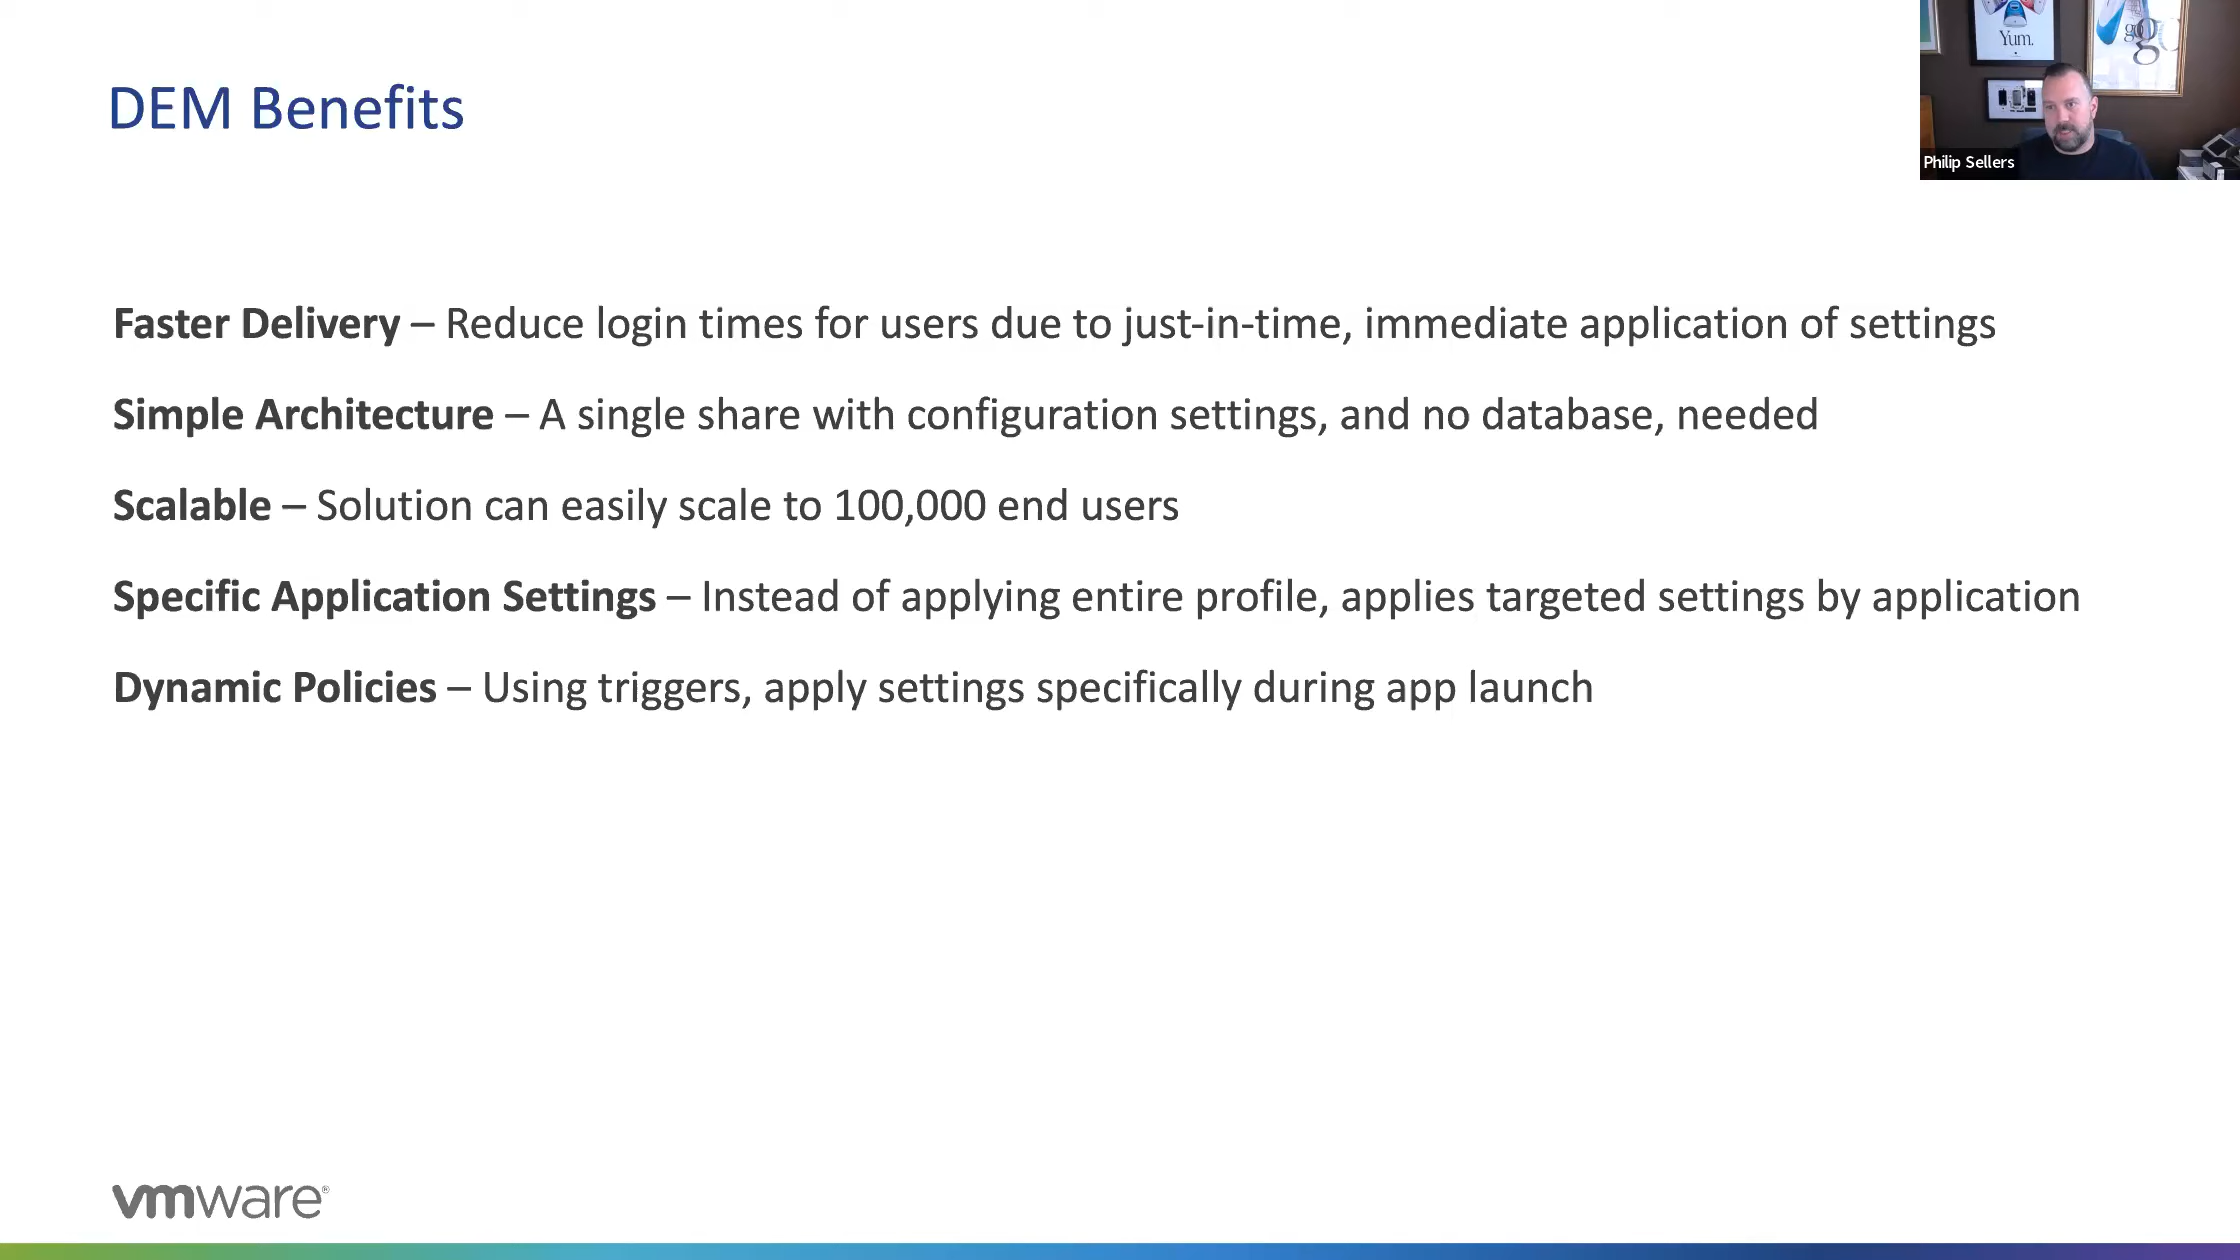 DEM Benefits
Yum.
go
Philip Sellers
Faster Delivery – Reduce login times for users due to just-in-time, immediate application of settings
Simple Architecture – A single share with configuration settings, and no database, needed
Scalable – Solution can easily scale to 100,000 end users
Specific Application Settings – Instead of applying entire profile, applies targeted settings by application
Dynamic Policies – Using triggers, apply settings specifically during app launch
vmware®